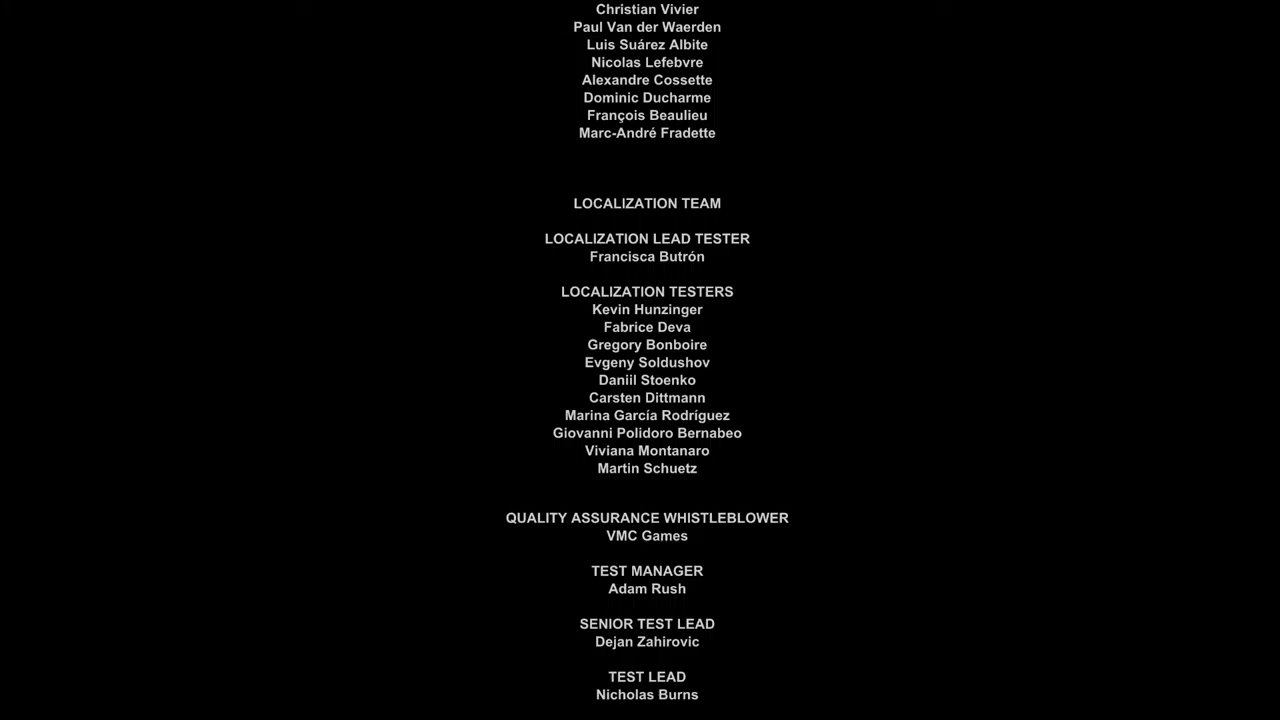 Christian Vivier
Paul Van der Waerden
Luis Suárez Albite
Nicolas Lefebvre
Alexandre Cossette
Dominic Ducharme
François Beaulieu
Marc-André Fradette
LOCALIZATION TEAM
LOCALIZATION LEAD TESTER
Francisca Butrón
LOCALIZATION TESTERS
Kevin Hunzinger
Fabrice Deva
Gregory Bonboire
Evgeny Soldushov
Daniil Stoenko
Carsten Dittmann
Marina García Rodríguez
Giovanni Polidoro Bernabeo
Viviana Montanaro
Martin Schuetz
QUALITY ASSURANCE WHISTLEBLOWER
VMC Games
TEST MANAGER
Adam Rush
SENIOR TEST LEAD
Dejan Zahirovic
TEST LEAD
Nicholas Burns